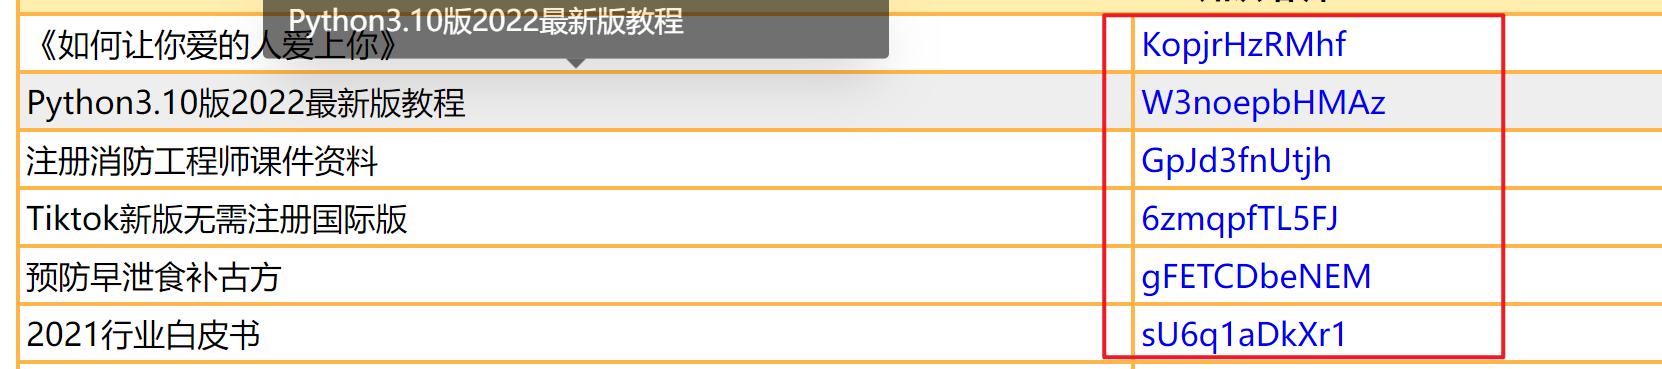 Python3.10版2022最新版教程
《如何让你爱的人爱上你》 KopjrHzRMhf
Python3.10版2022最新版教程 W3noepbHMAz
注册消防工程师课件资料 GpJd3fnUtjh
Tiktok新版无需注册国际版 6zmqpfTL5FJ
预防早泄食补古方 gFETCDbeNEM
2021行业白皮书 sU6q1aDkXr1